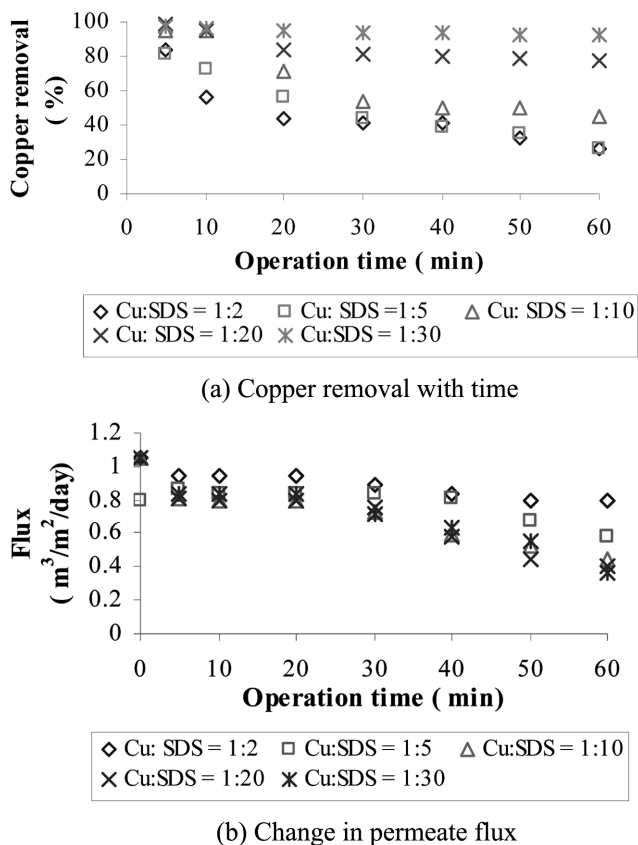 100
80
60
40
20
0
Copper removal
( %)
0 10 20 30 40 50 60
Operation time ( min)
Cu:SDS = 1:2 Cu: SDS =1:5 Cu: SDS = 1:10
Cu: SDS = 1:20 Cu:SDS = 1:30
(a) Copper removal with time
1.2
1
0.8
0.6
0.4
0.2
0
Flux
( m³/m²/day)
0 10 20 30 40 50 60
Operation time ( min)
Cu: SDS = 1:2 Cu:SDS = 1:5 Cu:SDS = 1:10
Cu:SDS = 1:20 Cu:SDS = 1:30
(b) Change in permeate flux